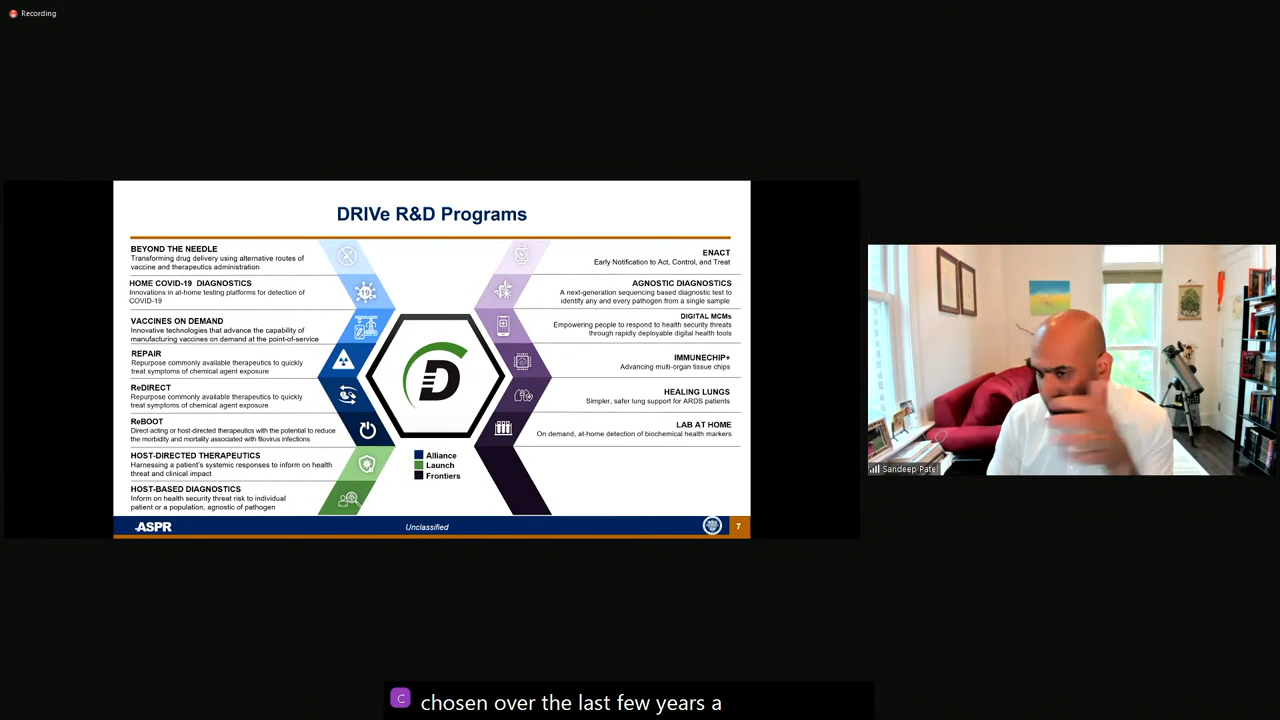 Recording
DRIVe R&D Programs
BEYOND THE NEEDLE
Transforming drug delivery using alternative routes of
vaccine and therapeutics administration
HOME COVID-19 DIAGNOSTICS
Innovations in at-home testing platforms for detection of
COVID-19
VACCINES ON DEMAND
Innovative technologies that advance the capability of
manufacturing vaccines on demand at the point-of-service
REPAIR
Repurpose commonly available therapeutics to quickly
treat symptoms of chemical agent exposure
ReDIRECT
Repurpose commonly available therapeutics to quickly
treat symptoms of chemical agent exposure
ReBOOT
Direct-acting or host-directed therapeutics with the potential to reduce
the morbidity and mortality associated with filovirus infections
HOST-DIRECTED THERAPEUTICS
Harnessing a patient's systemic responses to inform on health
threat and clinical impact
HOST-BASED DIAGNOSTICS
Inform on health security threat risk to individual
patient or a population, agnostic of pathogen
19
D
Alliance
Launch
Frontiers
ENACT
Early Notification to Act, Control, and Treat
AGNOSTIC DIAGNOSTICS
A next-generation sequencing based diagnostic test to
identify any and every pathogen from a single sample
DIGITAL MCMs
Empowering people to respond to health security threats
through rapidly deployable digital health tools
IMMUNECHIP+
Advancing multi-organ tissue chips
HEALING LUNGS
Simpler, safer lung support for ARDS patients
LAB AT HOME
On demand, at-home detection of biochemical health markers
ASPR
Unclassified
7
Sandeep Patel
C chosen over the last few years a